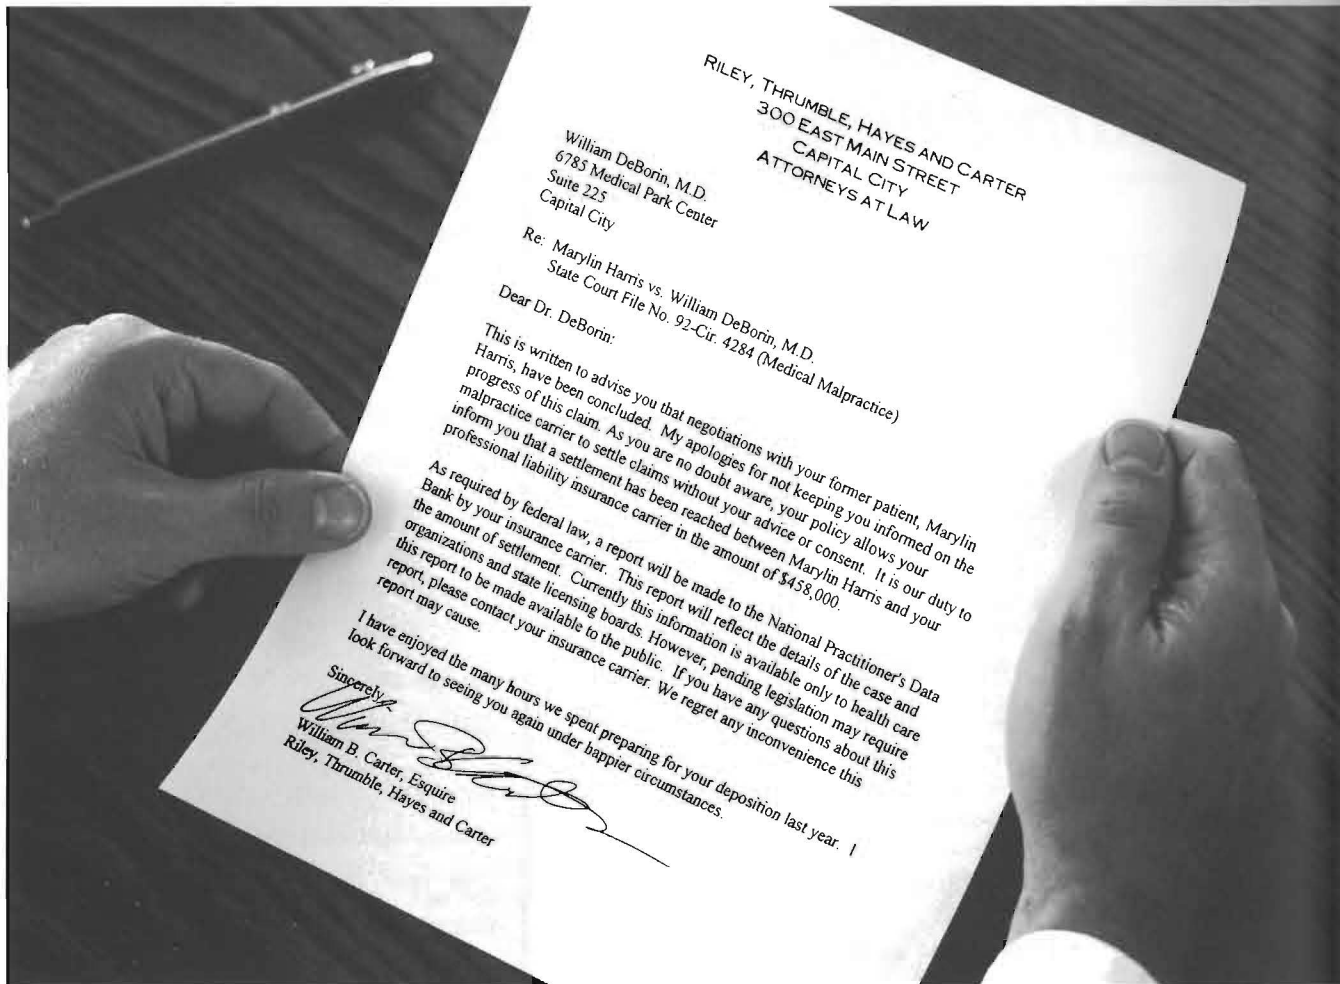 RILEY, THRUMBLE, HAYES AND CARTER
300 EAST MAIN STREET
CAPITAL CITY
ATTORNEYS AT LAW
William DeBorin, M.D.
6785 Medical Park Center
Suite 225
Capital City
Re: Marylin Harris vs. William DeBorin, M.D.
State Court File No. 92-Cir. 4284 (Medical Malpractice)
Dear Dr. DeBorin:
This is written to advise you that negotiations with your former patient, Marylin
Harris, have been concluded. My apologies for not keeping you informed on the
progress of this claim. As you are no doubt aware, your policy allows your
malpractice carrier to settle claims without your advice or consent. It is our duty to
inform you that a settlement has been reached between Marylin Harris and your
professional liability insurance carrier in the amount of $458,000.
As required by federal law, a report will be made to the National Practitioner's Data
Bank by your insurance carrier. This report will reflect the details of the case and
the amount of settlement. Currently this information is available only to health care
organizations and state licensing boards. However, pending legislation may require
this report to be made available to the public. If you have any questions about this
report, please contact your insurance carrier. We regret any inconvenience this
report may cause.
I have enjoyed the many hours we spent preparing for your deposition last year. I
look forward to seeing you again under happier circumstances.
Sincerely,
William B. Carter, Esquire
Riley, Thrumble, Hayes and Carter